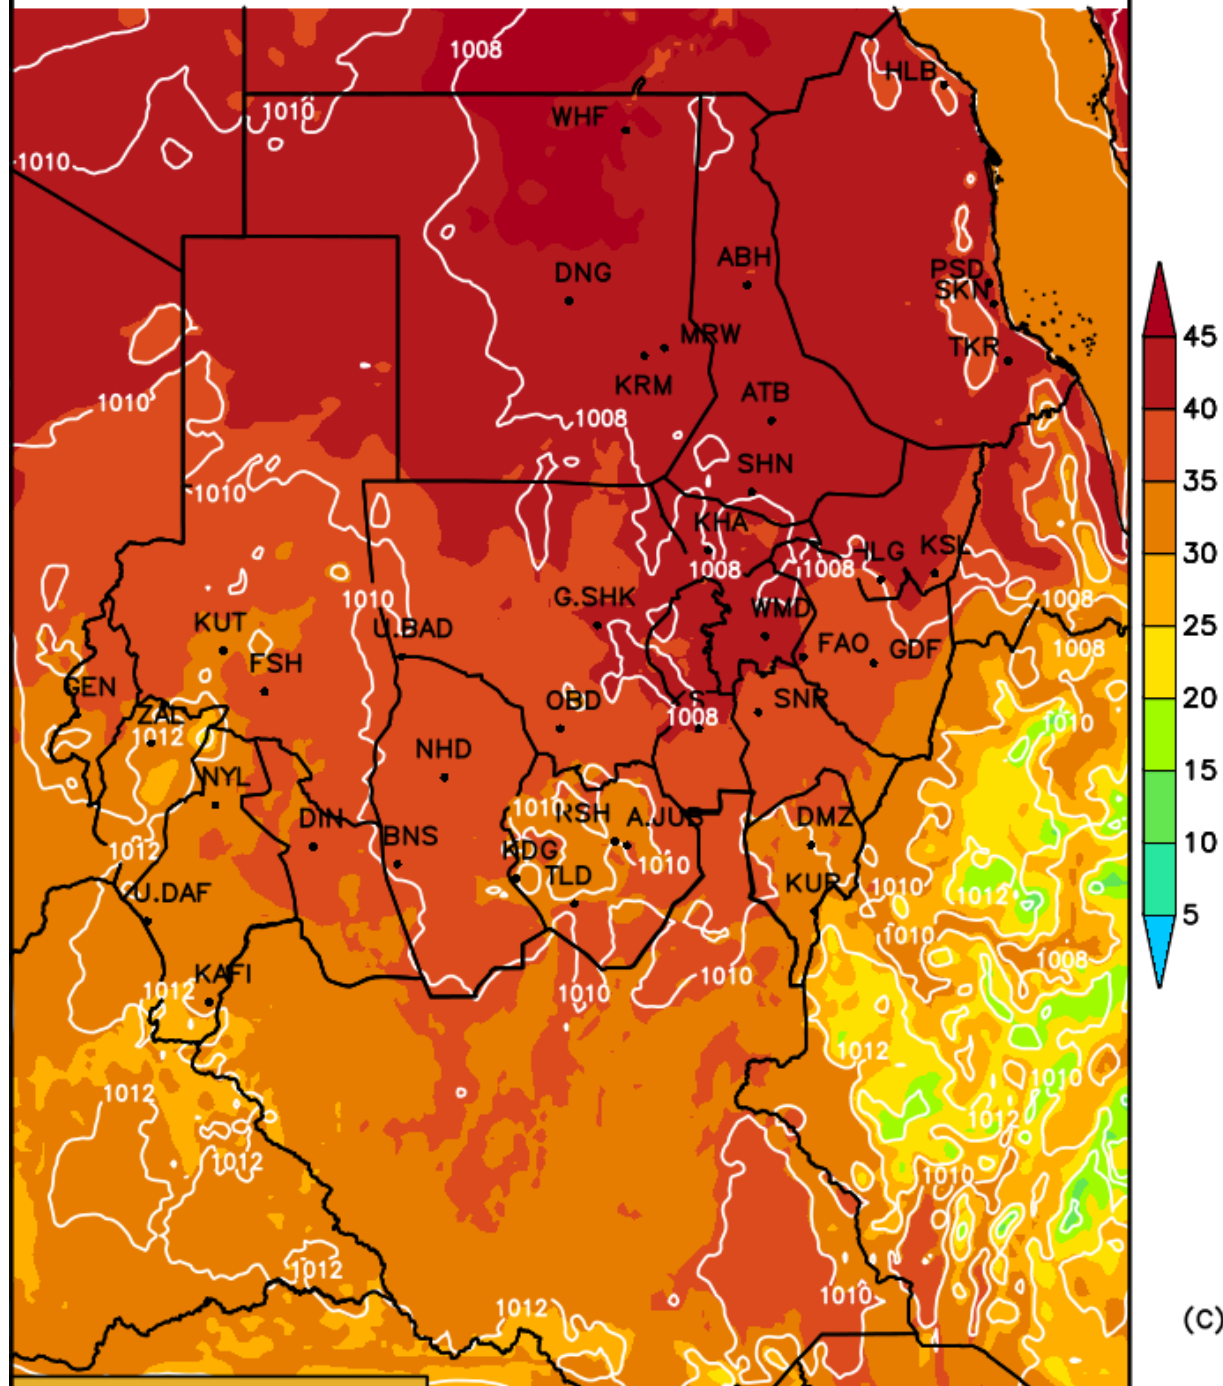 1008
HLB
1010
WHF
1010
ABH
PSD
DNG
SKN
45
MRW
TKR
KRM
40
ATB
1010
1008
SHN
35
1010
KHA
KSL
HLG
30
1008
1008
G.SHK
1008
1010
WMD
KUT
U.BAD
25
FAO
GDF
1008
FSH
GEN
OBD
SNR
20
ZAL
1008
1010
1012
NHD
NYL
15
1010
RSH
A.JUB
DMZ
DIN
BNS
10
1012
KDG
1010
TLD
KUR
1010
U.DAF
1012
5
1010
1008
KAFI
1010
1012
1010
1012
1010
1012
1012
1012
1010
1012
1010
1012
(C)